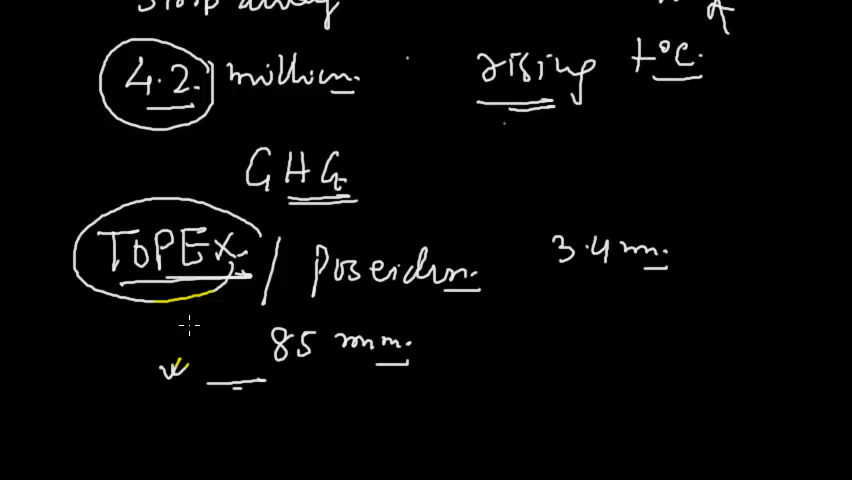 4.2. million. rising t°c.
GHG
TOPEX. / Poseidon. 3.4 mm.
85 mm.